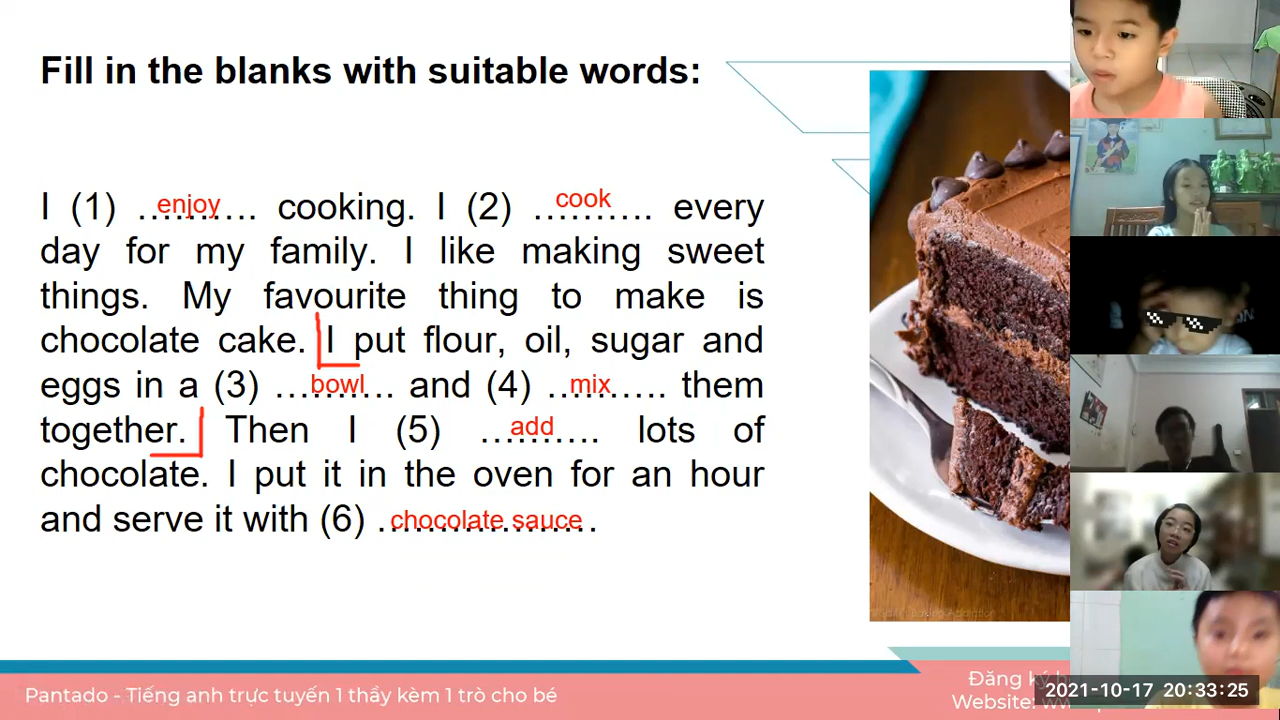 Fill in the blanks with suitable words:
I (1) …enjoy……. cooking. I (2) …cook……. every
day for my family. I like making sweet
things. My favourite thing to make is
chocolate cake. I put flour, oil, sugar and
eggs in a (3) …bowl……. and (4) …mix……. them
together. Then I (5) …add……. lots of
chocolate. I put it in the oven for an hour
and serve it with (6) …chocolate sauce….
Pantado - Tiếng anh trực tuyến 1 thầy kèm 1 trò cho bé
Đăng ký
Website:
2021-10-17 20:33:25